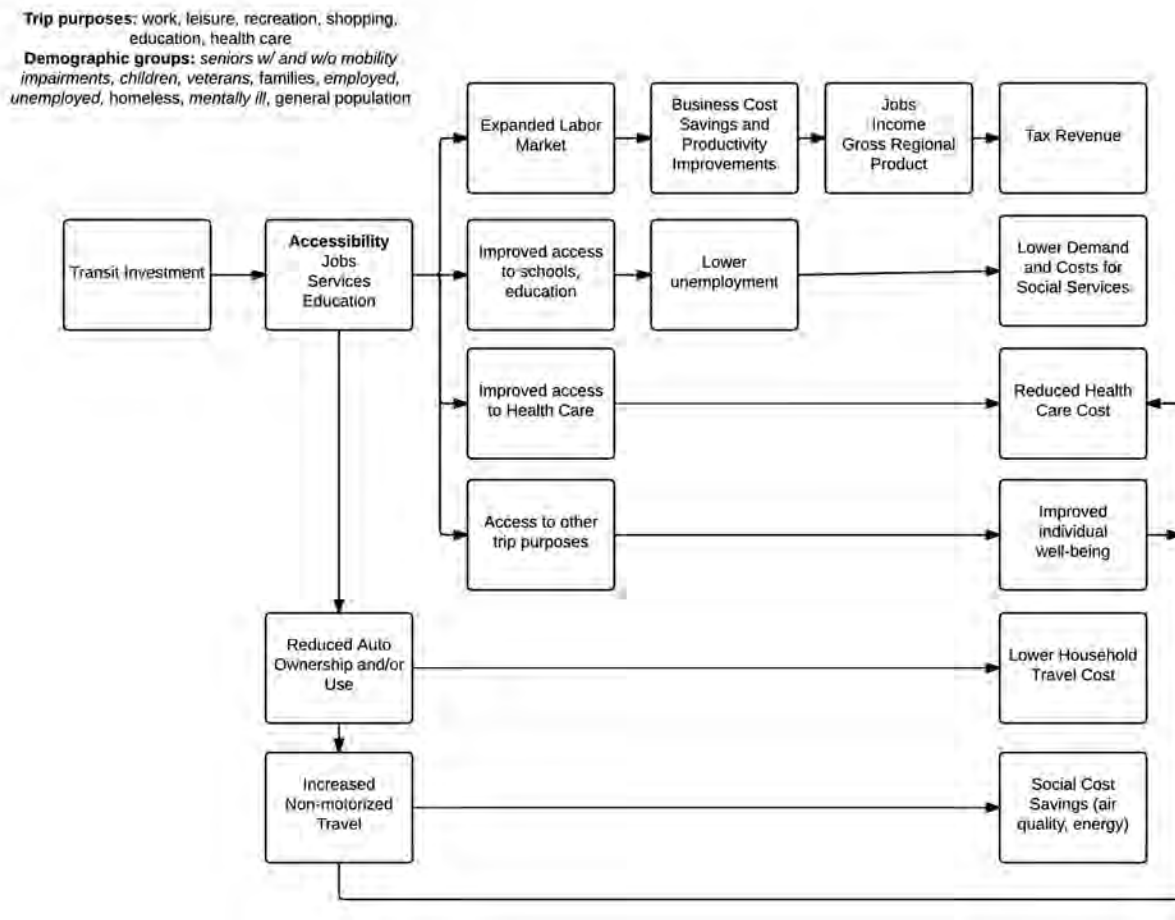 Trip purposes: work, leisure, recreation, shopping,
education, health care
Demographic groups: seniors w/ and w/o mobility
impairments, children, veterans, families, employed,
unemployed, homeless, mentally ill, general population
Expanded Labor
Market
Business Cost
Savings and
Productivity
Improvements
Jobs
Income
Gross Regional
Product
Tax Revenue
Transit Investment
Accessibility
Jobs
Services
Education
Improved access
to schools,
education
Lower
unemployment
Lower Demand
and Costs for
Social Services
Improved access
to Health Care
Reduced Health
Care Cost
Access to other
trip purposes
Improved
individual
well-being
Reduced Auto
Ownership and/or
Use
Lower Household
Travel Cost
Increased
Non-motorized
Travel
Social Cost
Savings (air
quality, energy)